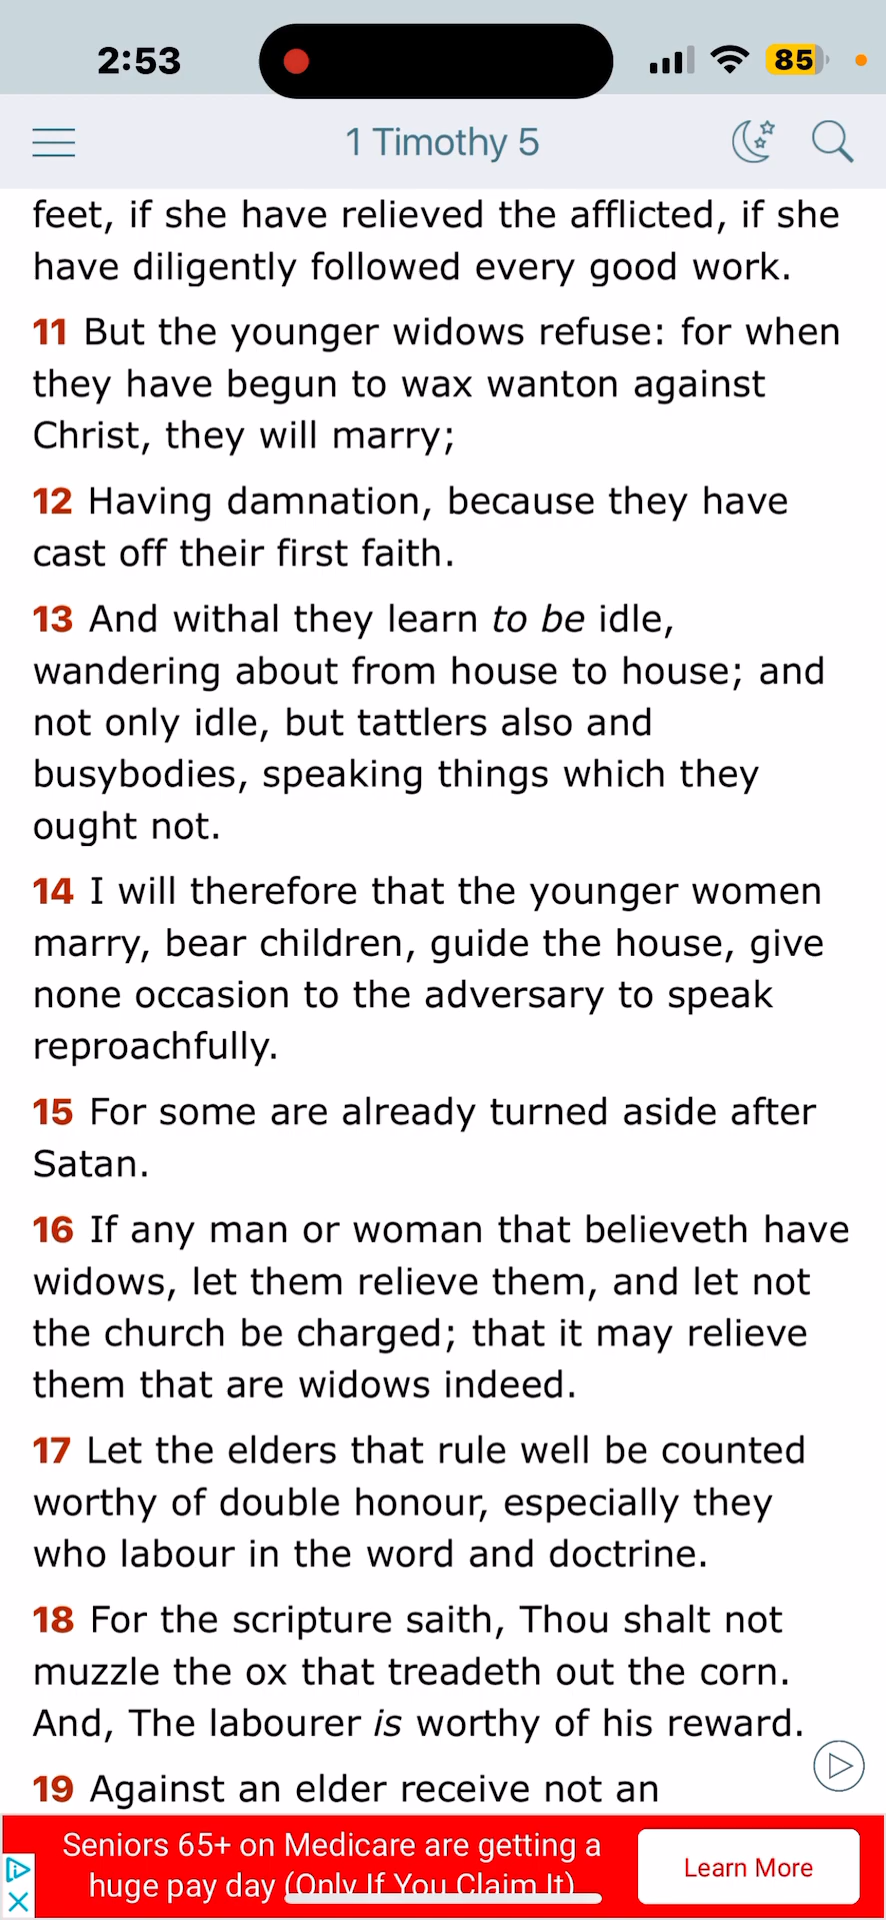 2:53
85
1 Timothy 5
feet, if she have relieved the afflicted, if she
have diligently followed every good work.
11 But the younger widows refuse: for when
they have begun to wax wanton against
Christ, they will marry;
12 Having damnation, because they have
cast off their first faith.
13 And withal they learn to be idle,
wandering about from house to house; and
not only idle, but tattlers also and
busybodies, speaking things which they
ought not.
14 I will therefore that the younger women
marry, bear children, guide the house, give
none occasion to the adversary to speak
reproachfully.
15 For some are already turned aside after
Satan.
16 If any man or woman that believeth have
widows, let them relieve them, and let not
the church be charged; that it may relieve
them that are widows indeed.
17 Let the elders that rule well be counted
worthy of double honour, especially they
who labour in the word and doctrine.
18 For the scripture saith, Thou shalt not
muzzle the ox that treadeth out the corn.
And, The labourer is worthy of his reward.
19 Against an elder receive not an
Seniors 65+ on Medicare are getting a
huge pay day (Only If You Claim It)
Learn More